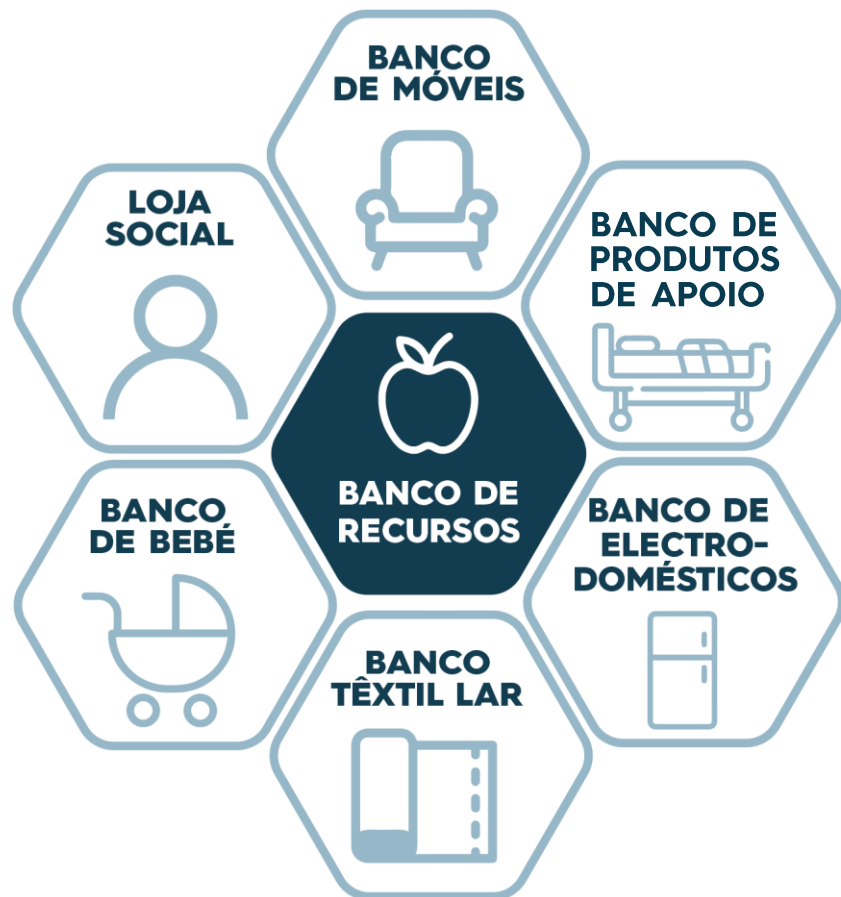 BANCO
DE MÓVEIS
LOJA
SOCIAL
BANCO DE
PRODUTOS
DE APOIO
BANCO DE
RECURSOS
BANCO
DE BEBÉ
BANCO DE
ELECTRO-
DOMÉSTICOS
BANCO
TÊXTIL LAR